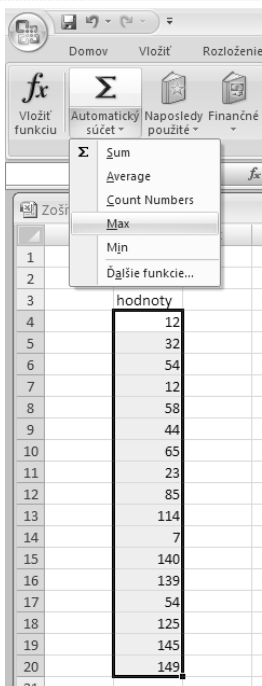 Domov Vložiť Rozloženie
fx Σ
Vložiť Automatický Naposledy Finančné
funkciu súčet použité
Σ Sum
Average
Count Numbers
Max
Min
Ďalšie funkcie...
fx
Zoši
1
2
3 hodnoty
4 12
5 32
6 54
7 12
8 58
9 44
10 65
11 23
12 85
13 114
14 7
15 140
16 139
17 54
18 125
19 145
20 149